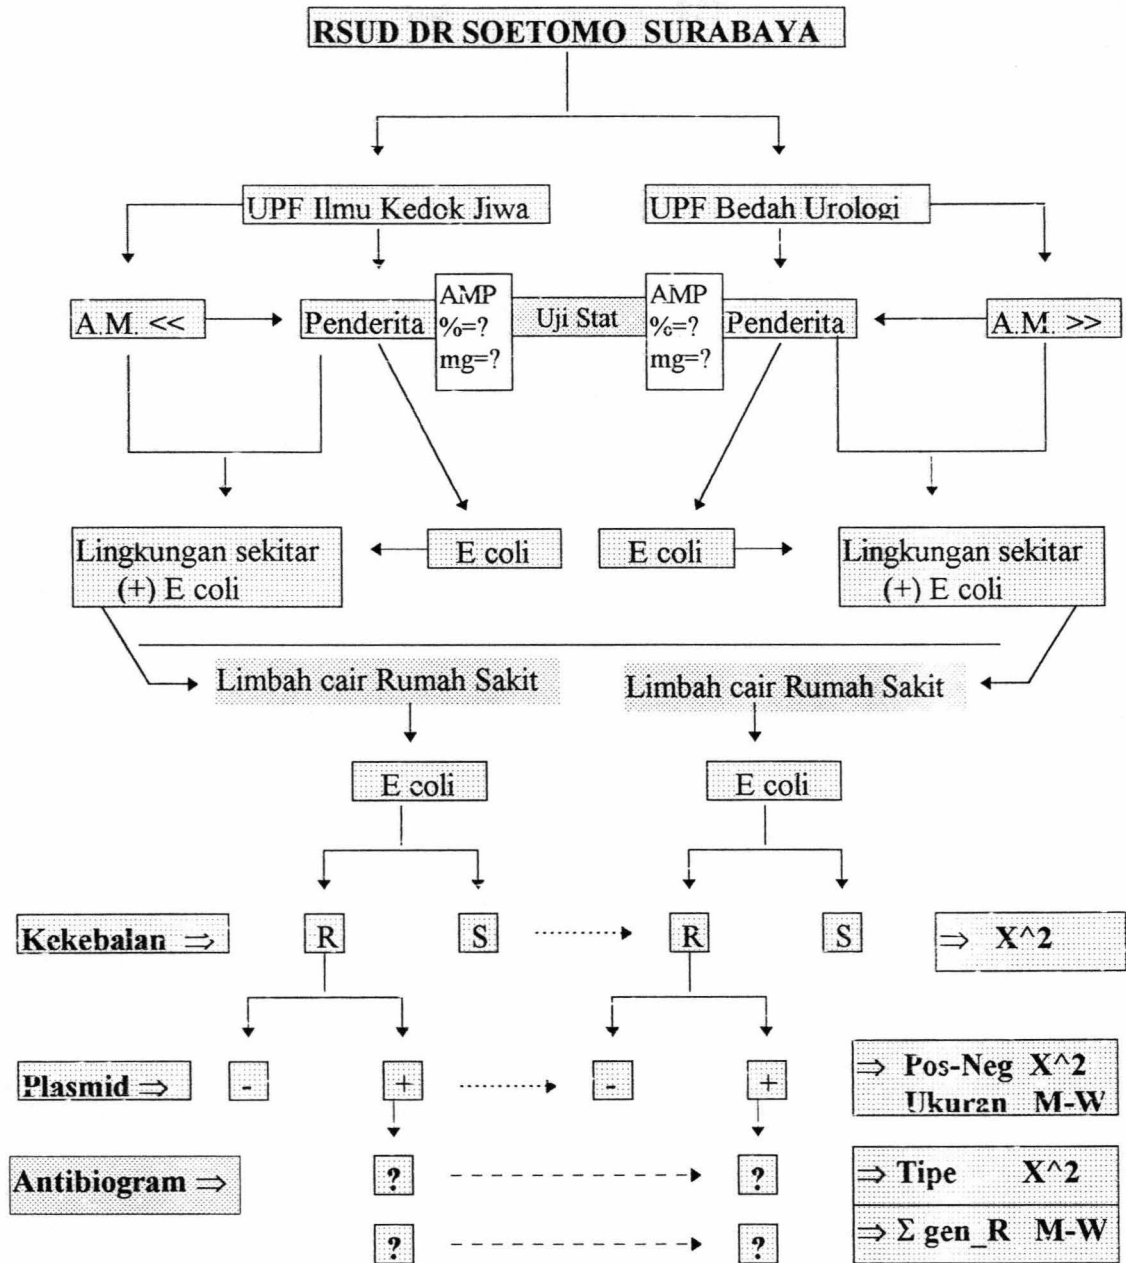 RSUD DR SOETOMO SURABAYA
UPF Ilmu Kedok Jiwa
UPF Bedah Urologi
A.M. <<
Penderita
AMP
%=?
mg=?
Uji Stat
AMP
%=?
mg=?
Penderita
A.M. >>
Lingkungan sekitar
(+) E coli
E coli
E coli
Lingkungan sekitar
(+) E coli
Limbah cair Rumah Sakit
Limbah cair Rumah Sakit
E coli
E coli
Kekebalan ⇒
R
S
R
S
⇒ X^2
Plasmid ⇒
-
+
-
+
⇒ Pos-Neg X^2
Ukuran M-W
Antibiogram ⇒
?
?
⇒ Tipe X^2
?
?
⇒ Σ gen_R M-W